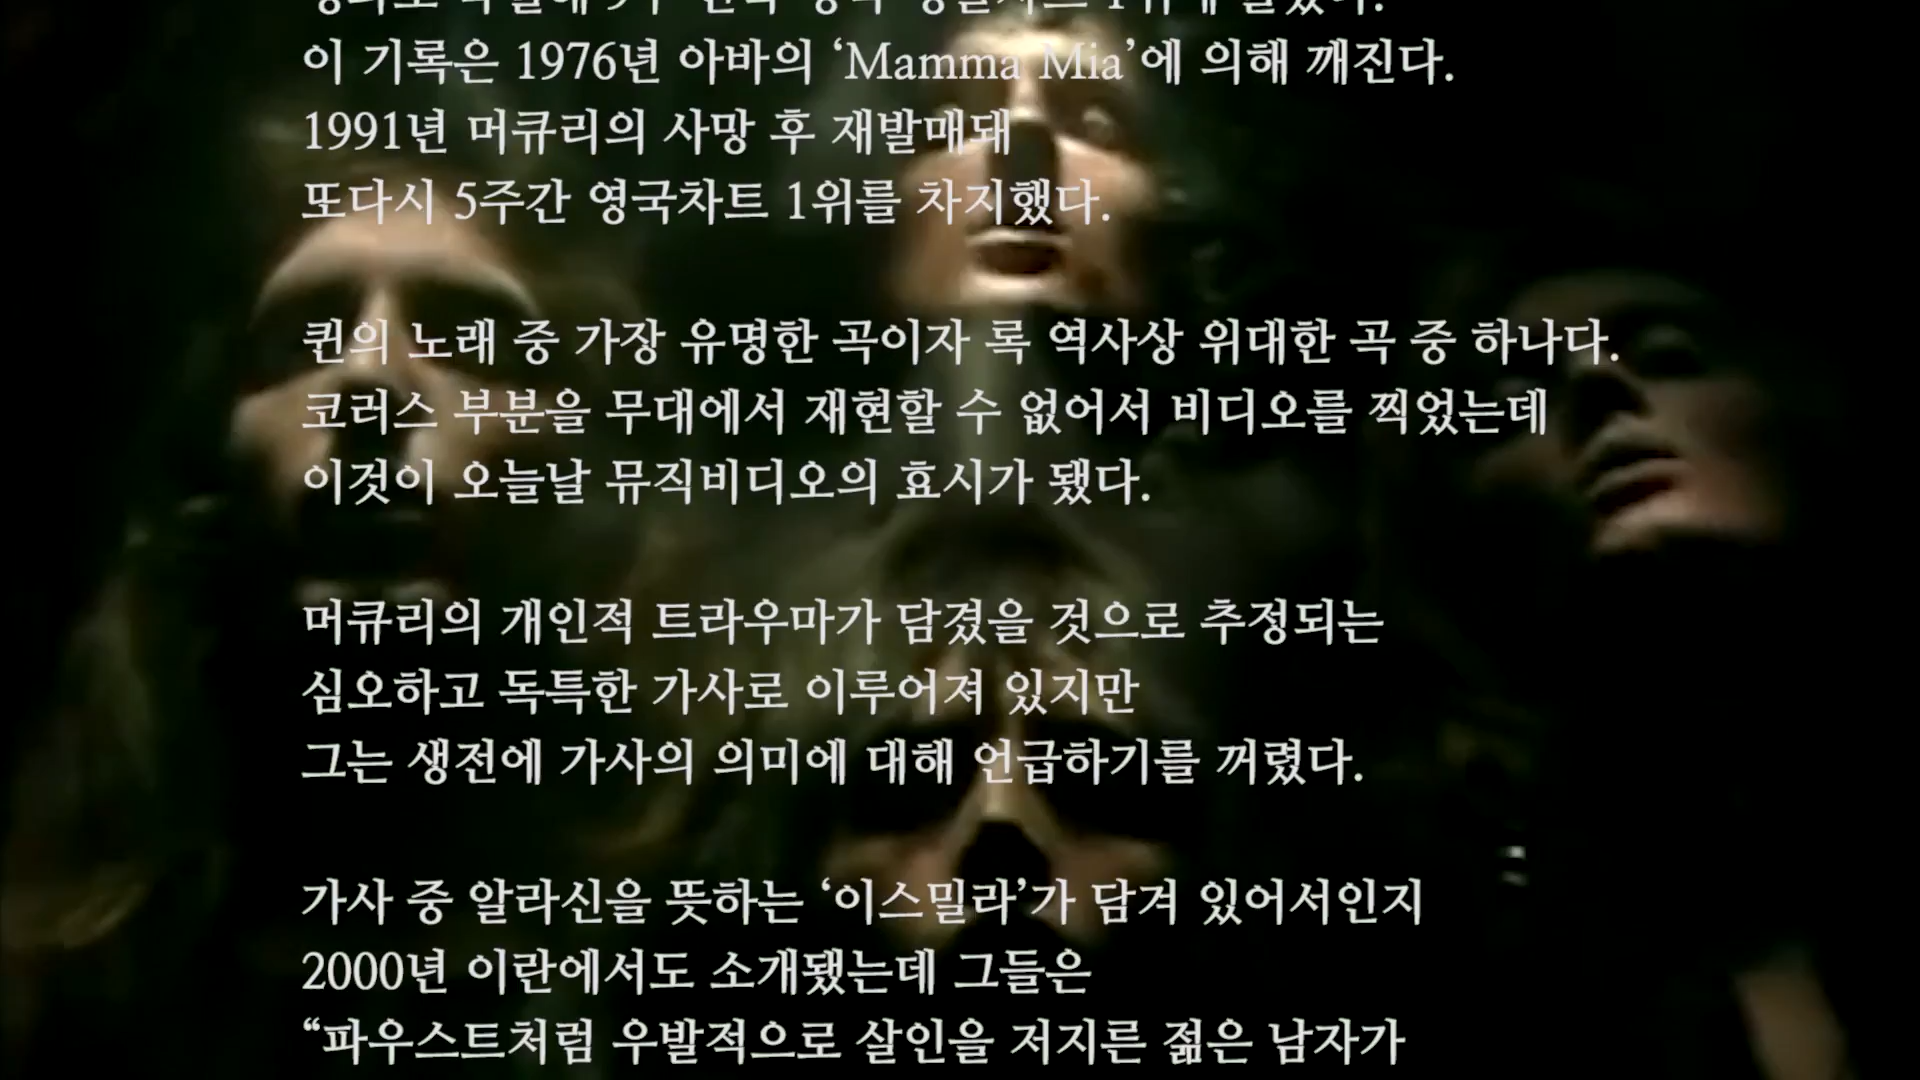 이 기록은 1976년 아바의 ‘Mamma Mia’에 의해 깨진다.
1991년 머큐리의 사망 후 재발매돼
또다시 5주간 영국차트 1위를 차지했다.
퀸의 노래 중 가장 유명한 곡이자 록 역사상 위대한 곡 중 하나다.
코러스 부분을 무대에서 재현할 수 없어서 비디오를 찍었는데
이것이 오늘날 뮤직비디오의 효시가 됐다.
머큐리의 개인적 트라우마가 담겼을 것으로 추정되는
심오하고 독특한 가사로 이루어져 있지만
그는 생전에 가사의 의미에 대해 언급하기를 꺼렸다.
가사 중 알라신을 뜻하는 ‘이스밀라’가 담겨 있어서인지
2000년 이란에서도 소개됐는데 그들은
“파우스트처럼 우발적으로 살인을 저지른 젊은 남자가